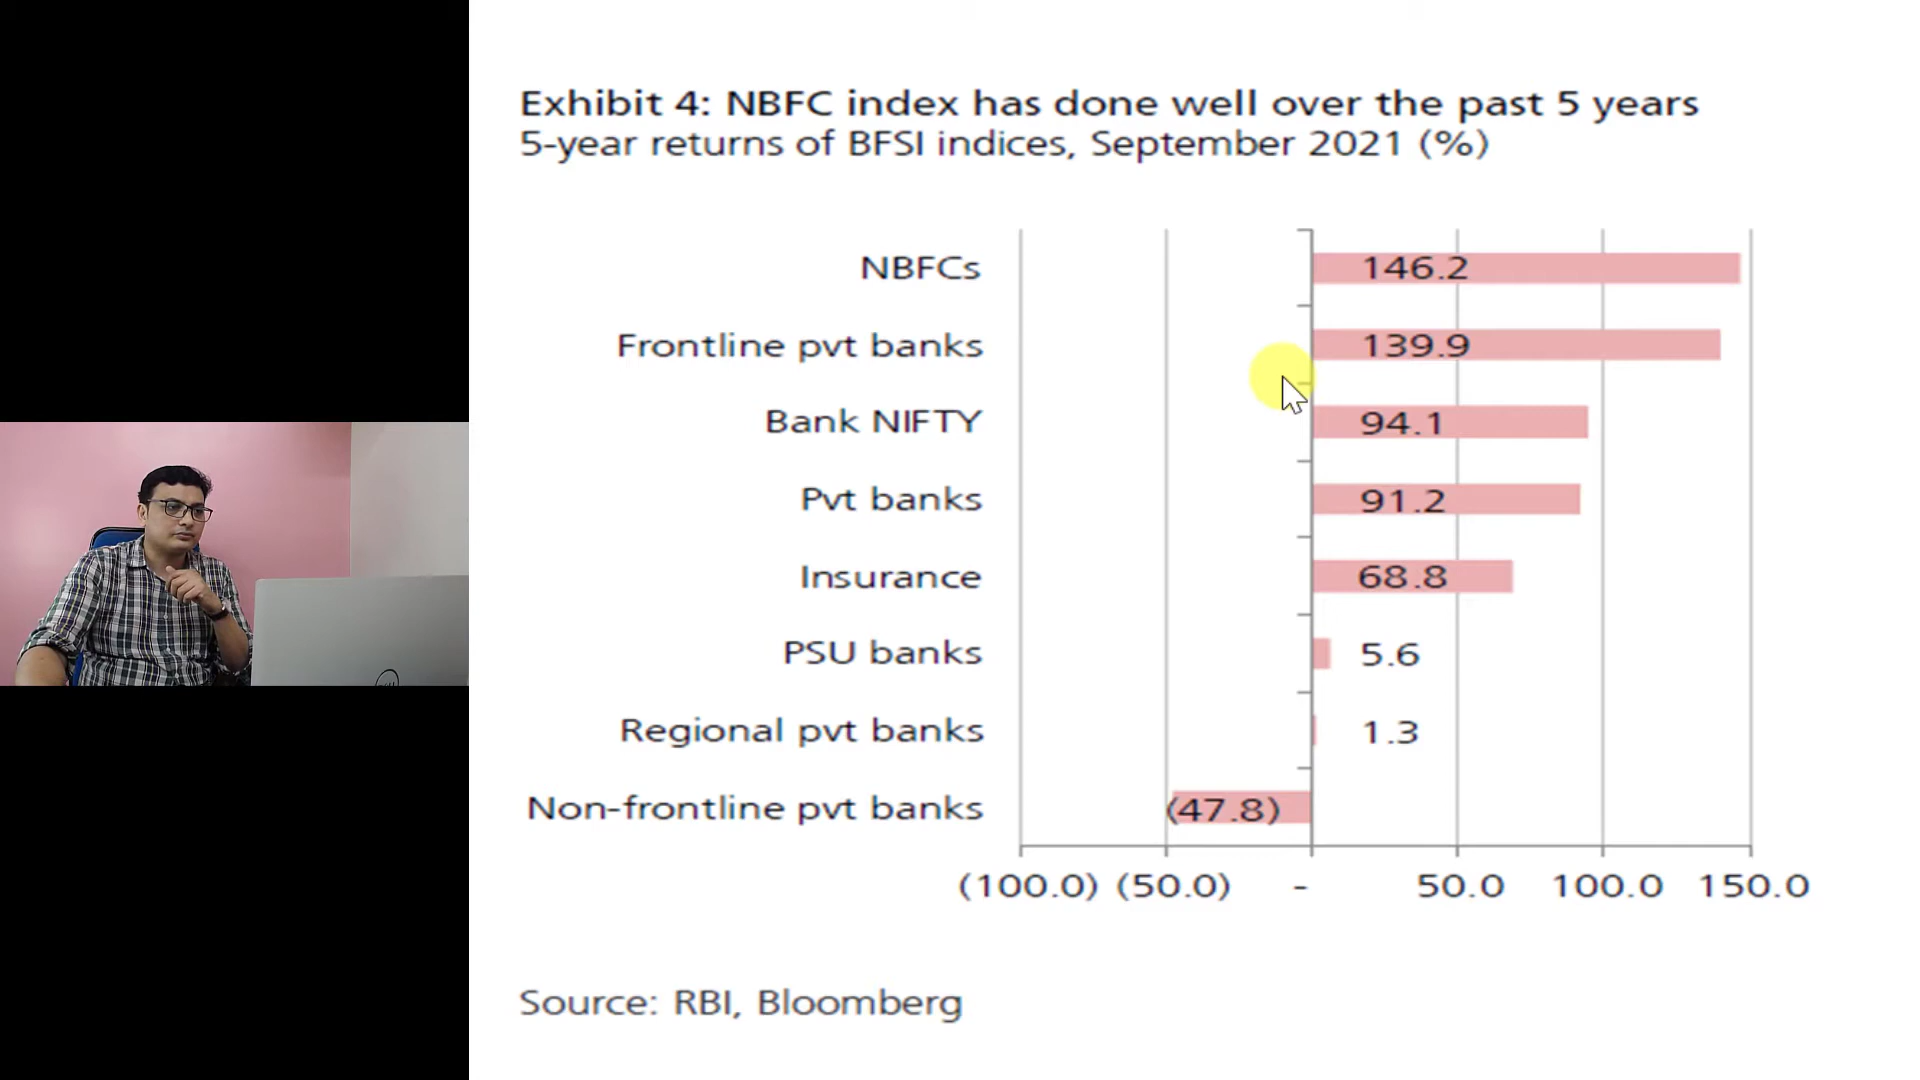 Exhibit 4: NBFC index has done well over the past 5 years
5-year returns of BFSI indices, September 2021 (%)
NBFCs 146.2
Frontline pvt banks 139.9
Bank NIFTY 94.1
Pvt banks 91.2
Insurance 68.8
PSU banks 5.6
Regional pvt banks 1.3
Non-frontline pvt banks (47.8)
(100.0) (50.0) - 50.0 100.0 150.0
Source: RBI, Bloomberg